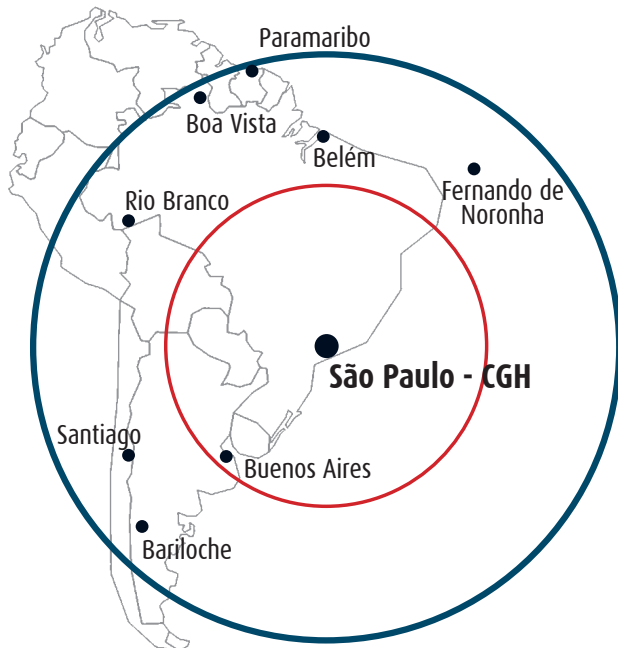 Paramaribo
Boa Vista
Belém
Fernando de
Noronha
Rio Branco
São Paulo - CGH
Santiago
Buenos Aires
Bariloche